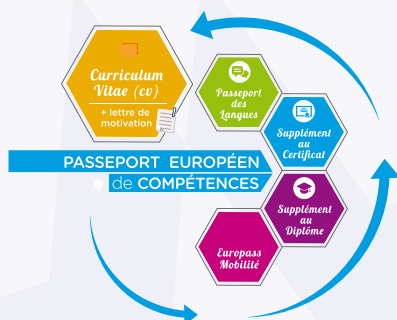 Curriculum
Vitae (cv)
+ lettre de
motivation
Passeport
des
Langues
Supplément
au
Certificat
PASSEPORT EUROPÉEN
de COMPÉTENCES
Supplément
au
Diplôme
Europass
Mobilité